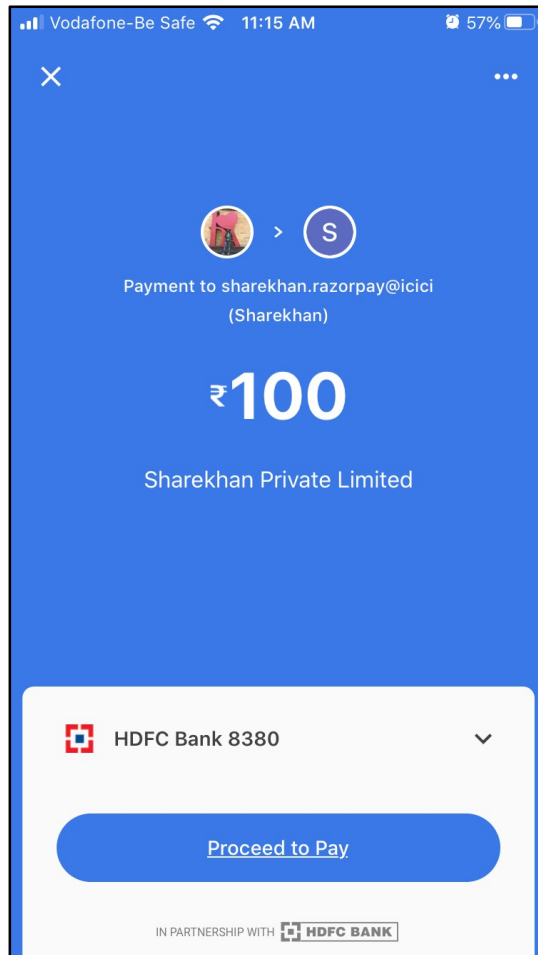 Vodafone-Be Safe 11:15 AM 57%
S
Payment to sharekhan.razorpay@icici
(Sharekhan)
₹100
Sharekhan Private Limited
HDFC Bank 8380
Proceed to Pay
IN PARTNERSHIP WITH HDFC BANK